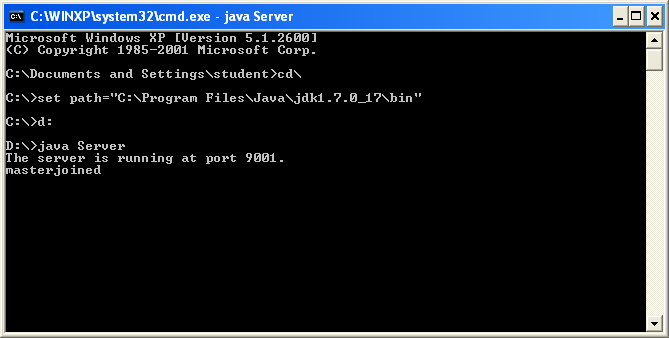 C:\WINXP\system32\cmd.exe - java Server
Microsoft Windows XP [Version 5.1.2600]
(C) Copyright 1985-2001 Microsoft Corp.
C:\Documents and Settings\student>cd\
C:\>set path="C:\Program Files\Java\jdk1.7.0_17\bin"
C:\>d:
D:\>java Server
The server is running at port 9001.
masterjoined